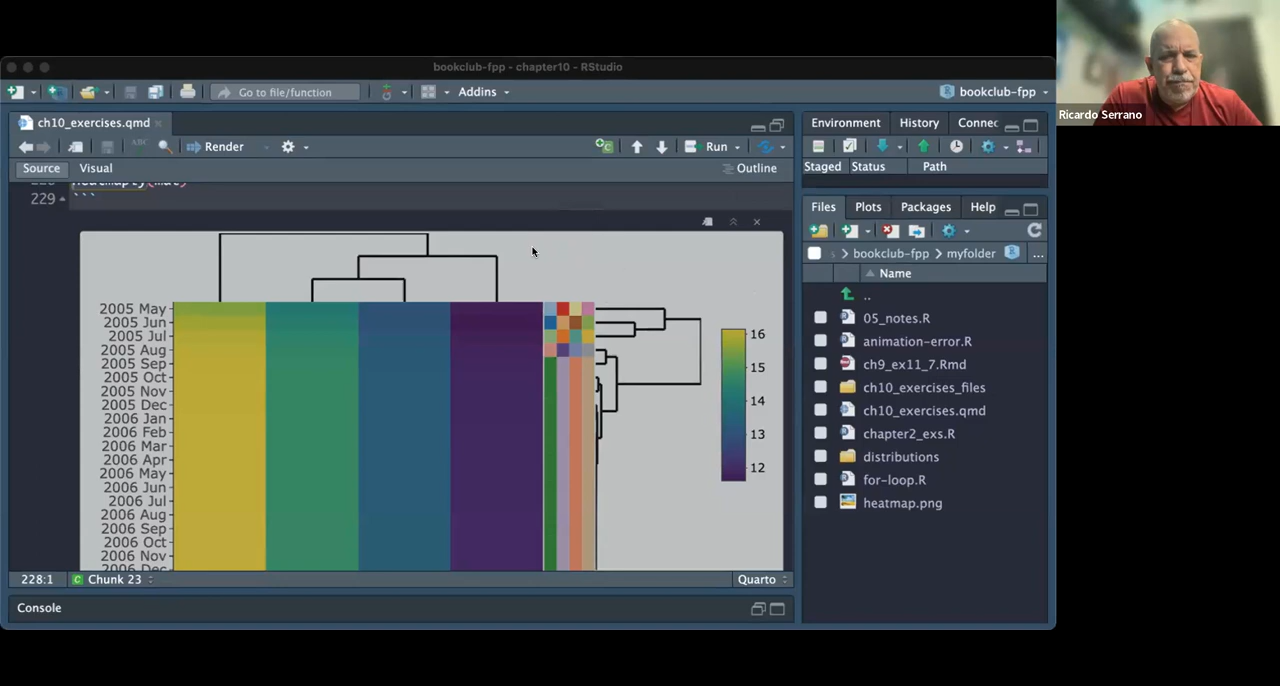 bookclub-fpp - chapter10 - RStudio
Go to file/function
Addins
bookclub-fpp
ch10_exercises.qmd
Render
Run
Source Visual
Outline
229 ```
2005 May
2005 Jun
2005 Jul
2005 Aug
2005 Sep
2005 Oct
2005 Nov
2005 Dec
2006 Jan
2006 Feb
2006 Mar
2006 Apr
2006 May
2006 Jun
2006 Jul
2006 Aug
2006 Sep
2006 Oct
2006 Nov
16
15
14
13
12
228:1 Chunk 23
Quarto
Console
Environment History Connec
Staged Status Path
Files Plots Packages Help
bookclub-fpp myfolder ...
Name
..
05_notes.R
animation-error.R
ch9_ex11_7.Rmd
ch10_exercises_files
ch10_exercises.qmd
chapter2_exs.R
distributions
for-loop.R
heatmap.png
Ricardo Serrano